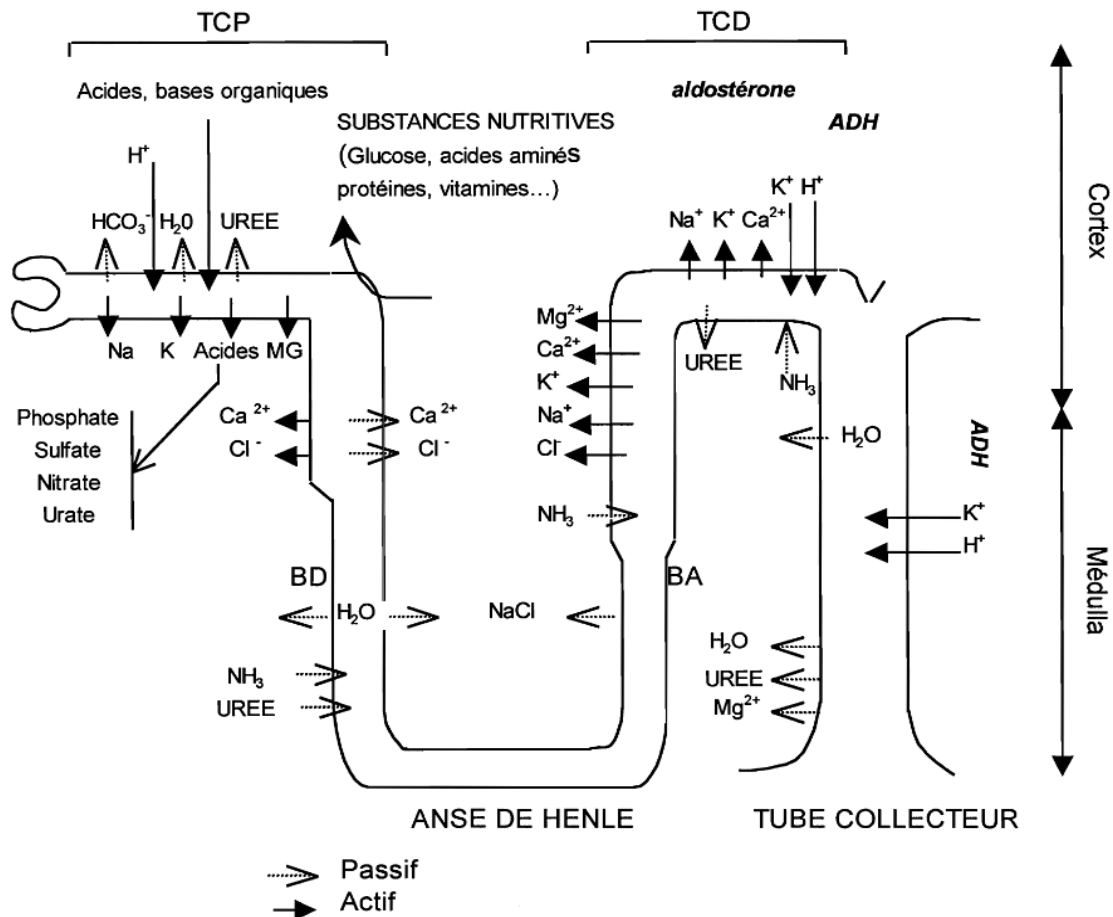 TCP
TCD
Acides, bases organiques
aldostérone
ADH
SUBSTANCES NUTRITIVES
(Glucose, acides aminés
protéines, vitamines…)
H⁺
HCO₃⁻
H₂0
UREE
Na⁺
K⁺
Ca²⁺
K⁺
H⁺
Cortex
Na
K
Acides
MG
Mg²⁺
Ca²⁺
K⁺
Na⁺
Cl⁻
UREE
NH₃
Phosphate
Sulfate
Nitrate
Urate
Ca ²⁺
Cl ⁻
Ca ²⁺
Cl ⁻
H₂O
ADH
NH₃
K⁺
H⁺
Médulla
BD
BA
H₂O
NaCl
NH₃
UREE
H₂O
UREE
Mg²⁺
ANSE DE HENLE
TUBE COLLECTEUR
Passif
Actif